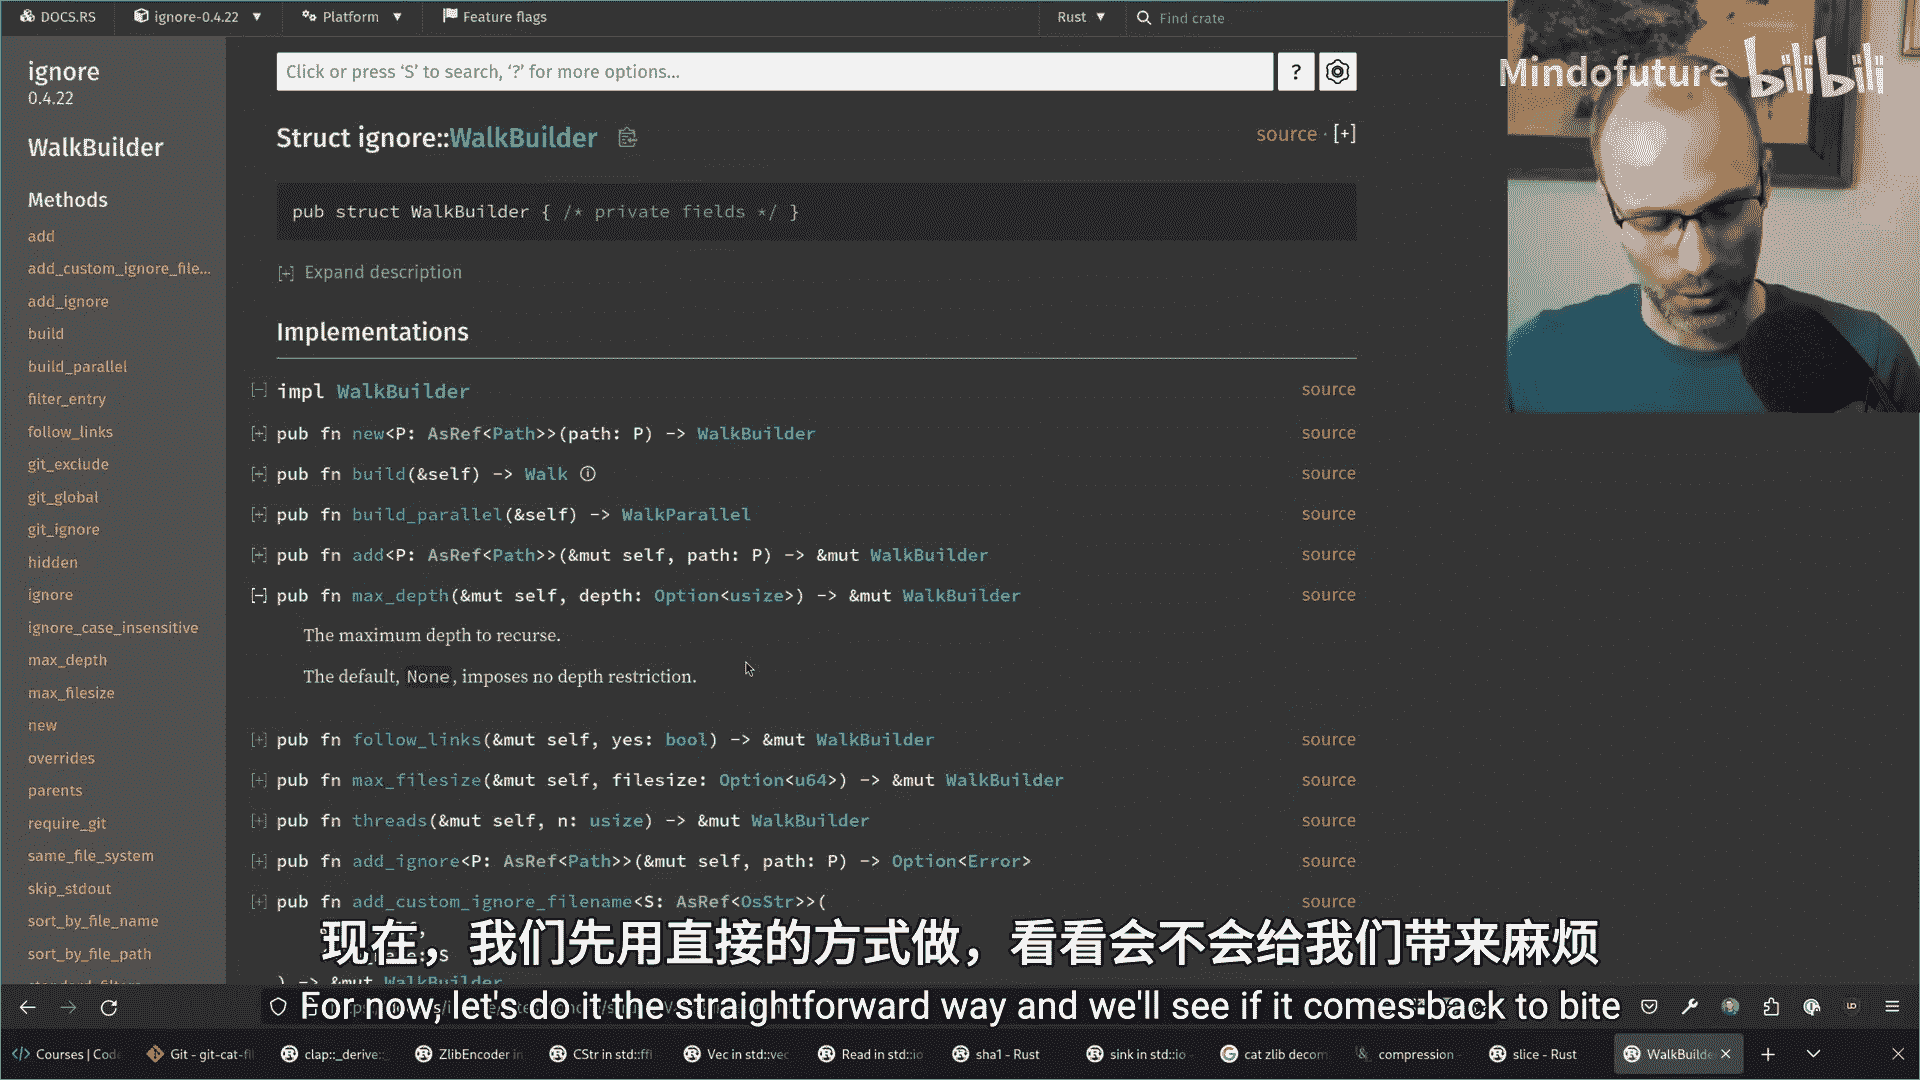 DOCS.RS
ignore-0.4.22
Platform
Feature flags
Rust
Find crate
ignore
0.4.22
WalkBuilder
Methods
add
add_custom_ignore_file...
add_ignore
build
build_parallel
filter_entry
follow_links
git_exclude
git_global
git_ignore
hidden
ignore
ignore_case_insensitive
max_depth
max_filesize
new
overrides
parents
require_git
same_file_system
skip_stdout
sort_by_file_name
sort_by_file_path
Click or press ‘S’ to search, ‘?’ for more options...
?
Mindofuture bilibili
Struct ignore::WalkBuilder
source · [+]
pub struct WalkBuilder { /* private fields */ }
[+] Expand description
Implementations
[−] impl WalkBuilder source
[+] pub fn new<P: AsRef<Path>>(path: P) -> WalkBuilder source
[+] pub fn build(&self) -> Walk ⓘ source
[+] pub fn build_parallel(&self) -> WalkParallel source
[+] pub fn add<P: AsRef<Path>>(&mut self, path: P) -> &mut WalkBuilder source
[−] pub fn max_depth(&mut self, depth: Option<usize>) -> &mut WalkBuilder source
The maximum depth to recurse.
The default, None, imposes no depth restriction.
[+] pub fn follow_links(&mut self, yes: bool) -> &mut WalkBuilder source
[+] pub fn max_filesize(&mut self, filesize: Option<u64>) -> &mut WalkBuilder source
[+] pub fn threads(&mut self, n: usize) -> &mut WalkBuilder source
[+] pub fn add_ignore<P: AsRef<Path>>(&mut self, path: P) -> Option<Error> source
[+] pub fn add_custom_ignore_filename<S: AsRef<OsStr>>( source
) -> &mut WalkBuilder
现在，我们先用直接的方式做，看看会不会给我们带来麻烦
For now, let's do it the straightforward way and we'll see if it comes back to bite
Courses | Cod
Git - git-cat-fil
clap::_derive::
ZlibEncoder in
CStr in std::ffi
Vec in std::vec
Read in std::io
sha1 - Rust
sink in std::io
cat zlib decom
compression -
slice - Rust
WalkBuilde